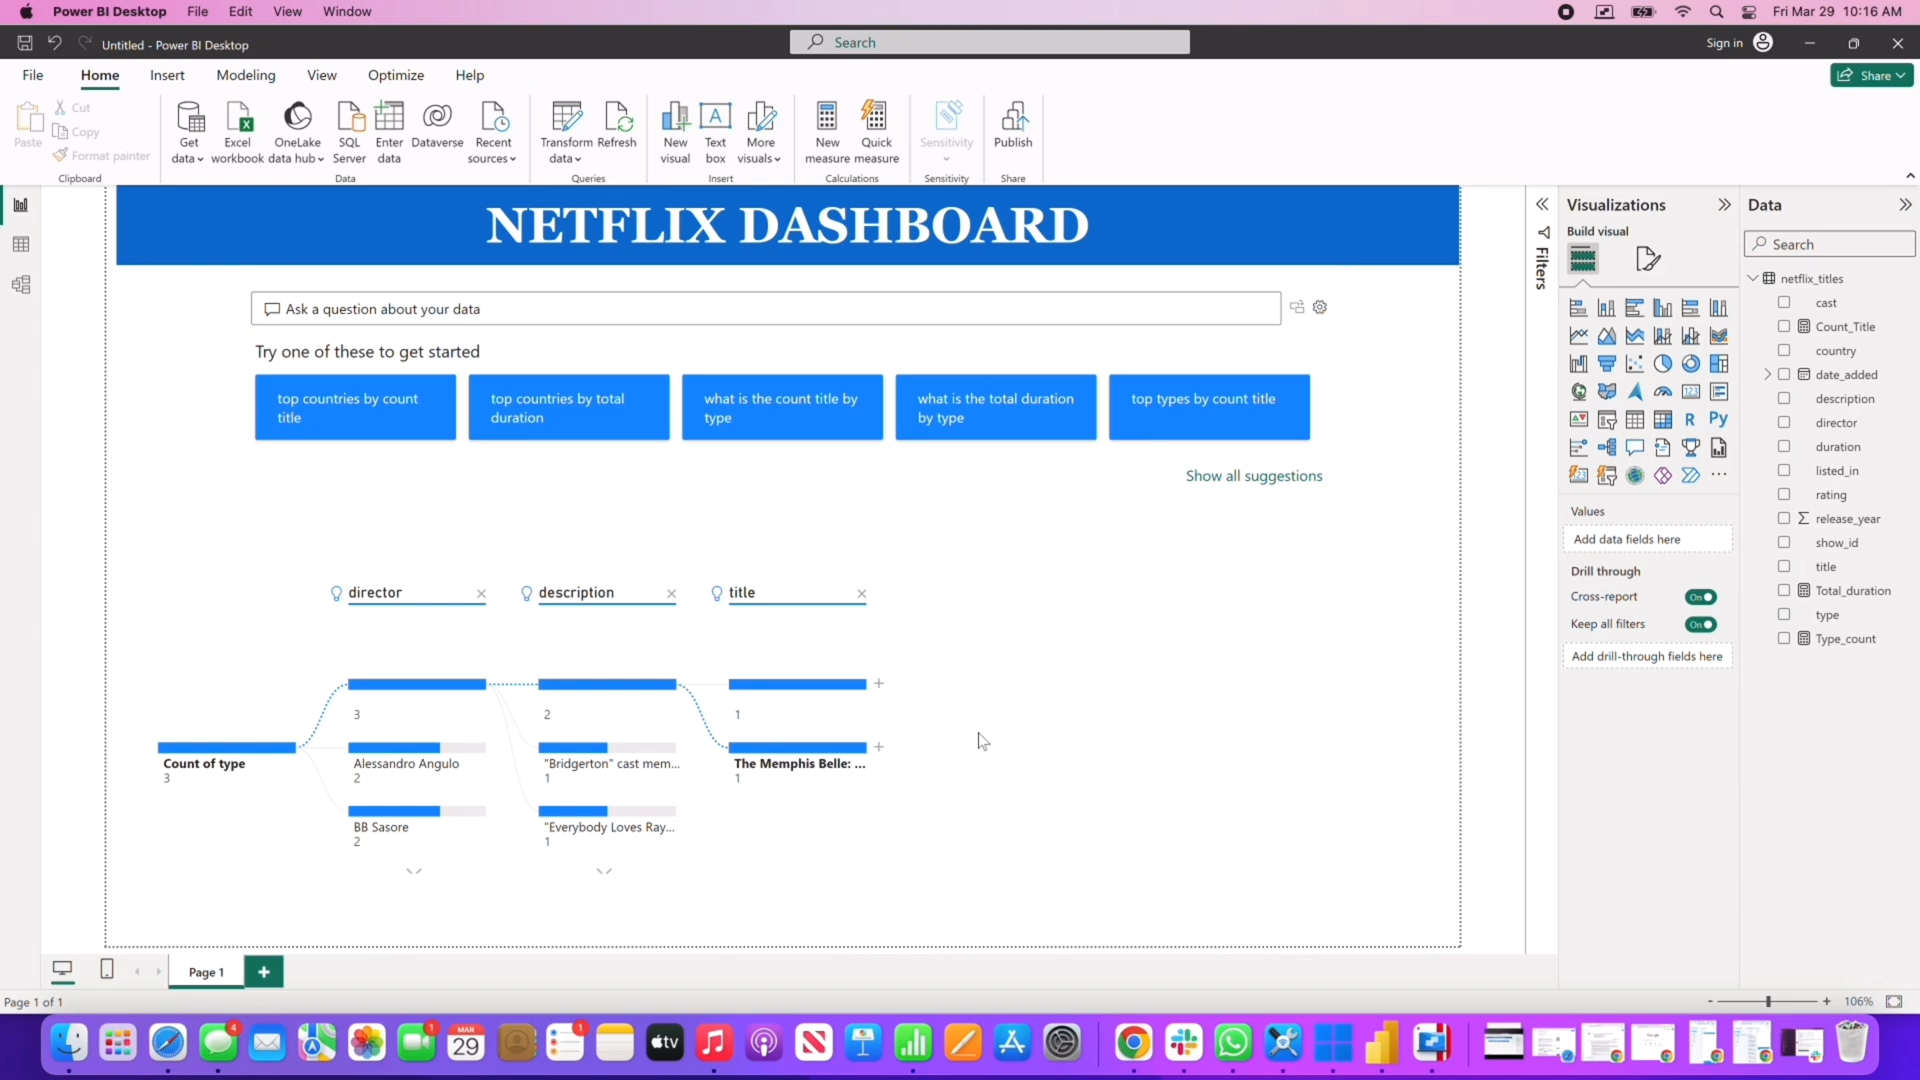 Power BI Desktop File Edit View Window Fri Mar 29 10:16 AM
Untitled - Power BI Desktop Search Sign in
File Home Insert Modeling View Optimize Help Share
Paste
Cut
Copy
Format painter
Clipboard
Get data
Excel workbook
OneLake data hub
SQL Server
Enter data
Dataverse
Recent sources
Data
Transform data
Refresh
Queries
New visual
Text box
More visuals
Insert
New measure
Quick measure
Calculations
Sensitivity
Sensitivity
Publish
Share
NETFLIX DASHBOARD
Ask a question about your data
Try one of these to get started
top countries by count title
top countries by total duration
what is the count title by type
what is the total duration by type
top types by count title
Show all suggestions
director
description
title
3
2
1
Count of type
3
Alessandro Angulo
2
"Bridgerton" cast mem...
1
The Memphis Belle: ...
1
BB Sasore
2
"Everybody Loves Ray...
1
Filters
Visualizations
Build visual
123
R
Py
123
Values
Add data fields here
Drill through
Cross-report On
Keep all filters On
Add drill-through fields here
Data
Search
netflix_titles
cast
Count_Title
country
date_added
description
director
duration
listed_in
rating
Σ release_year
show_id
title
Total_duration
type
Type_count
Page 1
Page 1 of 1
106%
4
1
MAR
29
1
tv